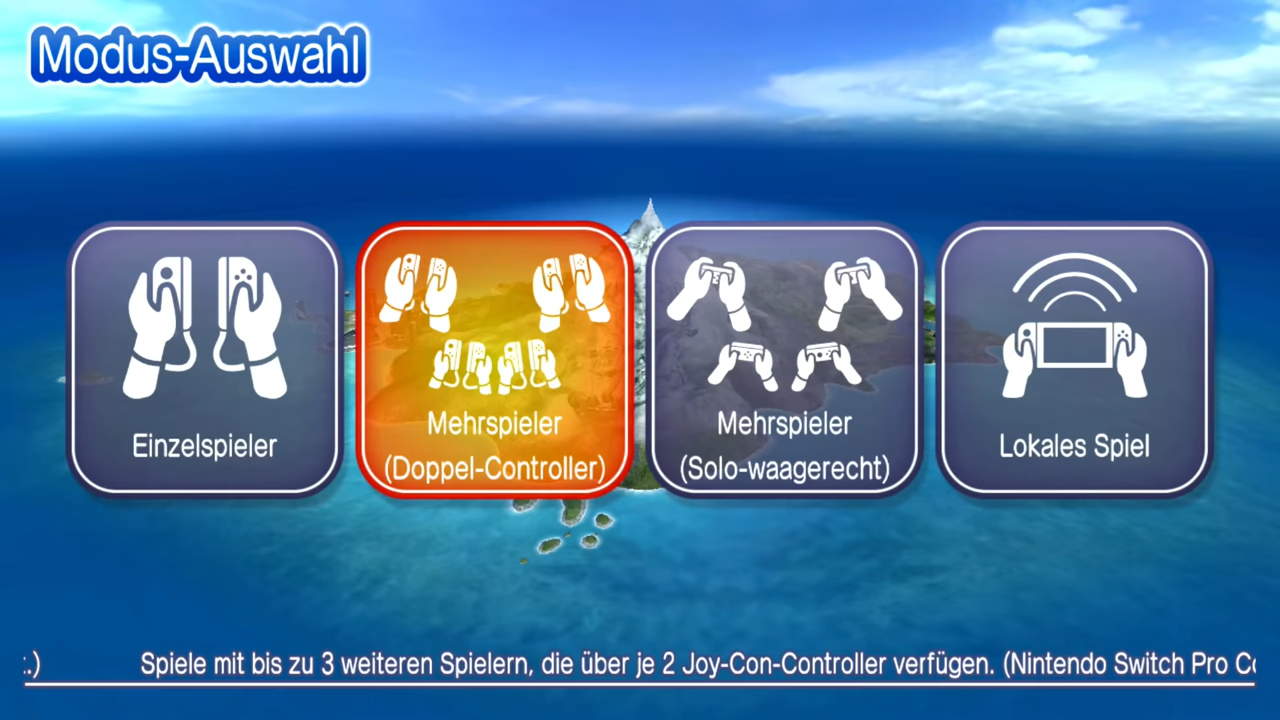 Modus-Auswahl
Einzelspieler
Mehrspieler
(Doppel-Controller)
Mehrspieler
(Solo-waagerecht)
Lokales Spiel
.) Spiele mit bis zu 3 weiteren Spielern, die über je 2 Joy-Con-Controller verfügen. (Nintendo Switch Pro